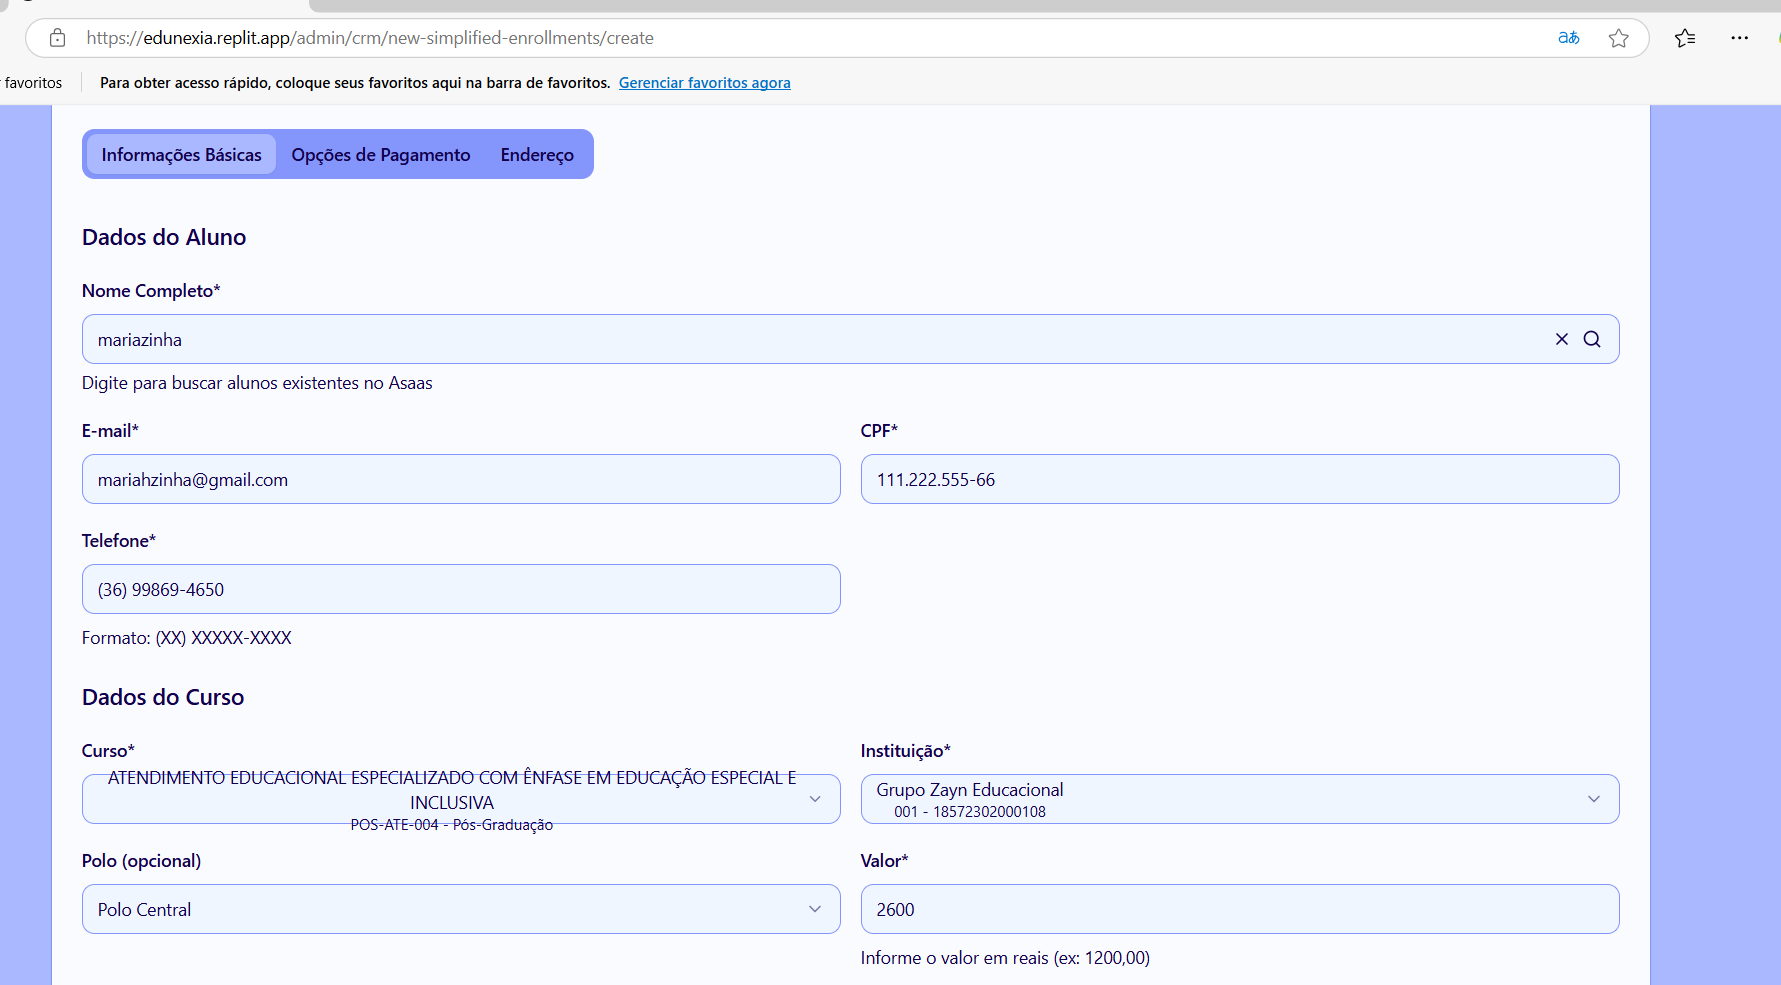 https://edunexia.replit.app/admin/crm/new-simplified-enrollments/create
favoritos
Para obter acesso rápido, coloque seus favoritos aqui na barra de favoritos. Gerenciar favoritos agora
Informações Básicas Opções de Pagamento Endereço
Dados do Aluno
Nome Completo*
mariazinha
Digite para buscar alunos existentes no Asaas
E-mail* CPF*
mariahzinha@gmail.com 111.222.555-66
Telefone*
(36) 99869-4650
Formato: (XX) XXXXX-XXXX
Dados do Curso
Curso*
ATENDIMENTO EDUCACIONAL ESPECIALIZADO COM ÊNFASE EM EDUCAÇÃO ESPECIAL E
INCLUSIVA
POS-ATE-004 - Pós-Graduação
Instituição*
Grupo Zayn Educacional
001 - 18572302000108
Polo (opcional) Valor*
Polo Central 2600
Informe o valor em reais (ex: 1200,00)